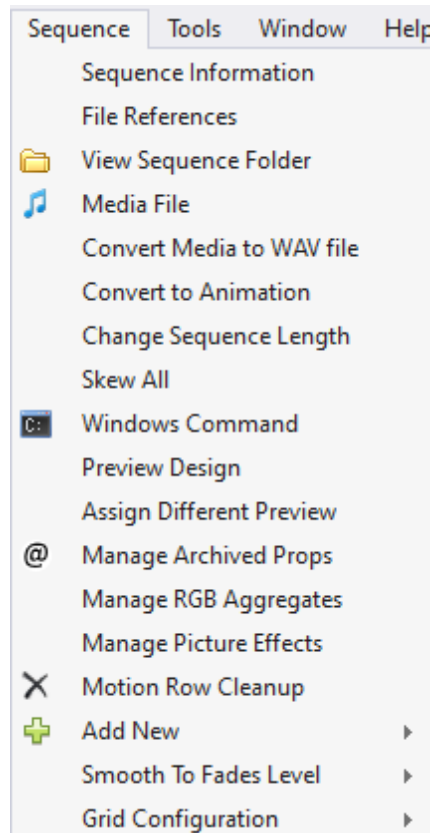 Sequence Tools Window Help
Sequence Information
File References
View Sequence Folder
Media File
Convert Media to WAV file
Convert to Animation
Change Sequence Length
Skew All
C:
Windows Command
Preview Design
Assign Different Preview
@ Manage Archived Props
Manage RGB Aggregates
Manage Picture Effects
Motion Row Cleanup
Add New
Smooth To Fades Level
Grid Configuration